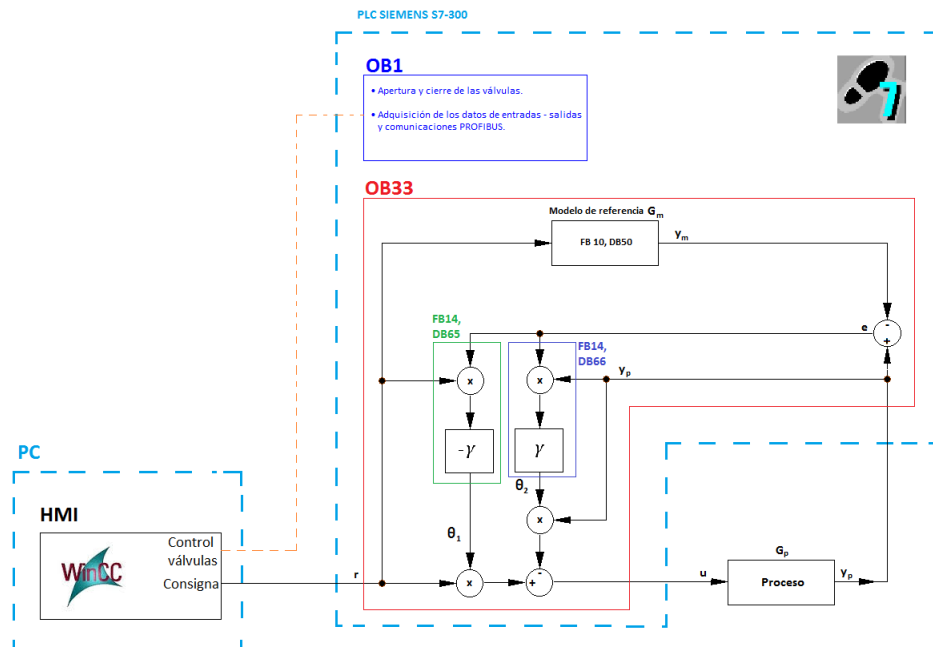 PLC SIEMENS S7-300
OB1
• Apertura y cierre de las válvulas.
• Adquisición de los datos de entradas - salidas
y comunicaciones PROFIBUS.
7
OB33
Modelo de referencia Gm
FB 10, DB50
ym
e
-
+
FB14,
DB65
FB14,
DB66
yp
x
x
-γ
γ
θ2
x
θ1
PC
HMI
WinCC
Control
válvulas
Consigna
r
x
-
+
u
Gp
Proceso
yp